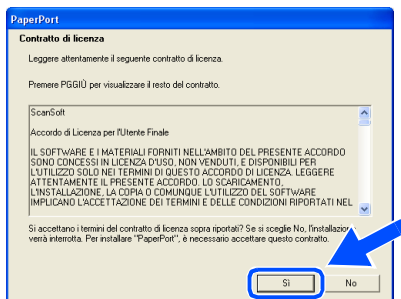 PaperPort
Contratto di licenza
Leggere attentamente il seguente contratto di licenza.
Premere PGGIÙ per visualizzare il resto del contratto.
ScanSoft
Accordo di Licenza per l'Utente Finale
IL SOFTWARE E I MATERIALI FORNITI NELL'AMBITO DEL PRESENTE ACCORDO
SONO CONCESSI IN LICENZA D'USO, NON VENDUTI, E DISPONIBILI PER
L'UTILIZZO SOLO NEI TERMINI DI QUESTO ACCORDO DI LICENZA. LEGGERE
ATTENTAMENTE IL PRESENTE ACCORDO. LO SCARICAMENTO,
L'INSTALLAZIONE, LA COPIA O COMUNQUE L'UTILIZZO DEL SOFTWARE
IMPLICANO L'ACCETTAZIONE DEI TERMINI E DELLE CONDIZIONI RIPORTATI NEL
Si accettano i termini del contratto di licenza sopra riportati? Se si sceglie No, l'installazione
verrà interrotta. Per installare "PaperPort", è necessario accettare questo contratto.
Sì No